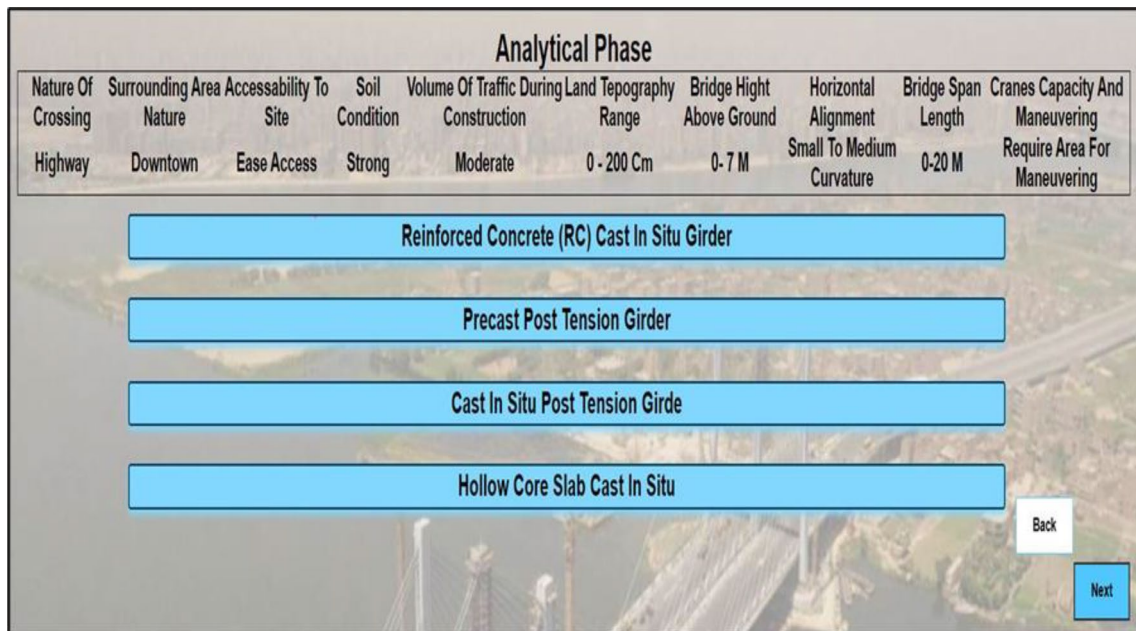 Analytical Phase
Nature Of Surrounding Area Accessability To Soil Volume Of Traffic During Land Tepography Bridge Hight Horizontal Bridge Span Cranes Capacity And
Crossing Nature Site Condition Construction Range Above Ground Alignment Length Maneuvering
Highway Downtown Ease Access Strong Moderate 0 - 200 Cm 0- 7 M Small To Medium 0-20 M Require Area For
Curvature Maneuvering
Reinforced Concrete (RC) Cast In Situ Girder
Precast Post Tension Girder
Cast In Situ Post Tension Girde
Hollow Core Slab Cast In Situ
Back
Next